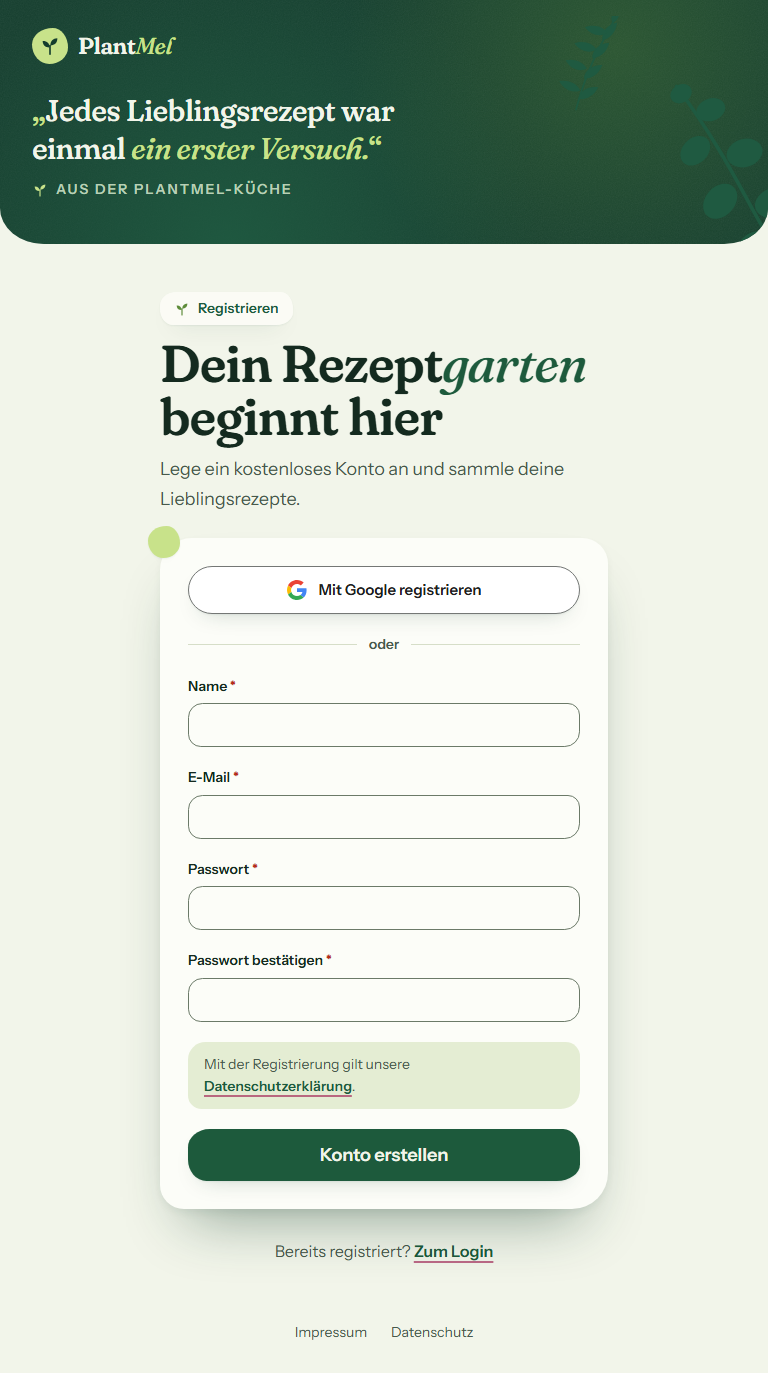 PlantMel
„Jedes Lieblingsrezept war
einmal ein erster Versuch.“
AUS DER PLANTMEL-KÜCHE
Registrieren
Dein Rezeptgarten
beginnt hier
Lege ein kostenloses Konto an und sammle deine
Lieblingsrezepte.
Mit Google registrieren
oder
Name *
E-Mail *
Passwort *
Passwort bestätigen *
Mit der Registrierung gilt unsere
Datenschutzerklärung.
Konto erstellen
Bereits registriert? Zum Login
Impressum Datenschutz